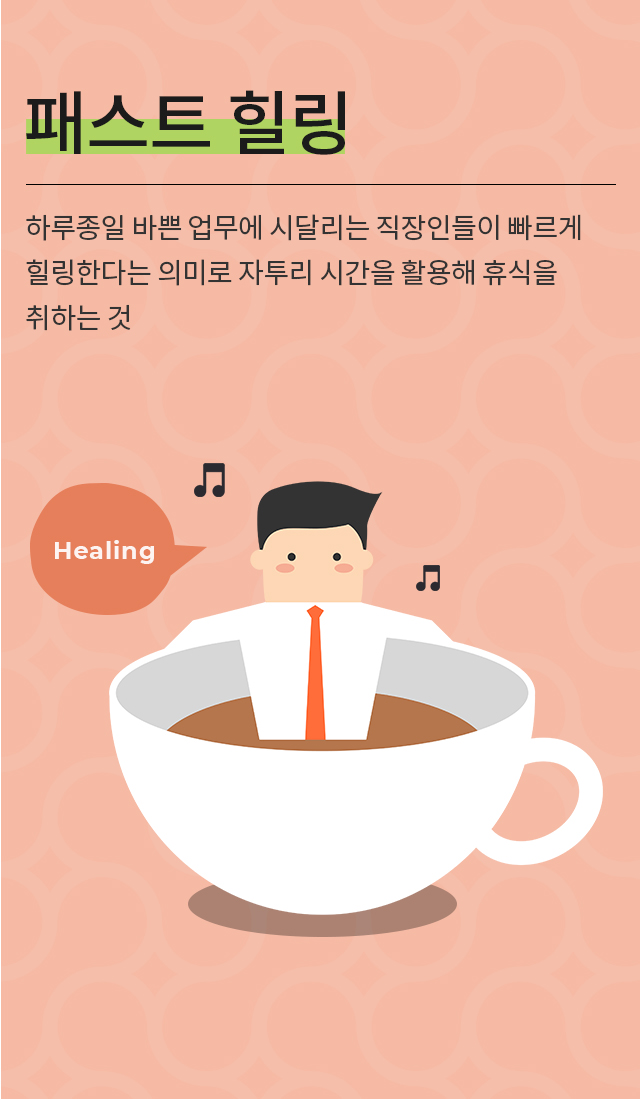 패스트 힐링
하루종일 바쁜 업무에 시달리는 직장인들이 빠르게
힐링한다는 의미로 자투리 시간을 활용해 휴식을
취하는 것
Healing